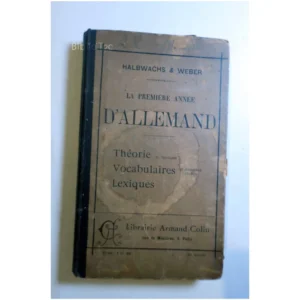 HALBWACHS & WEBER
LA PREMIÈRE ANNÉE
D'ALLEMAND
Théorie
Vocabulaires
Lexiques
Librairie Armand Colin